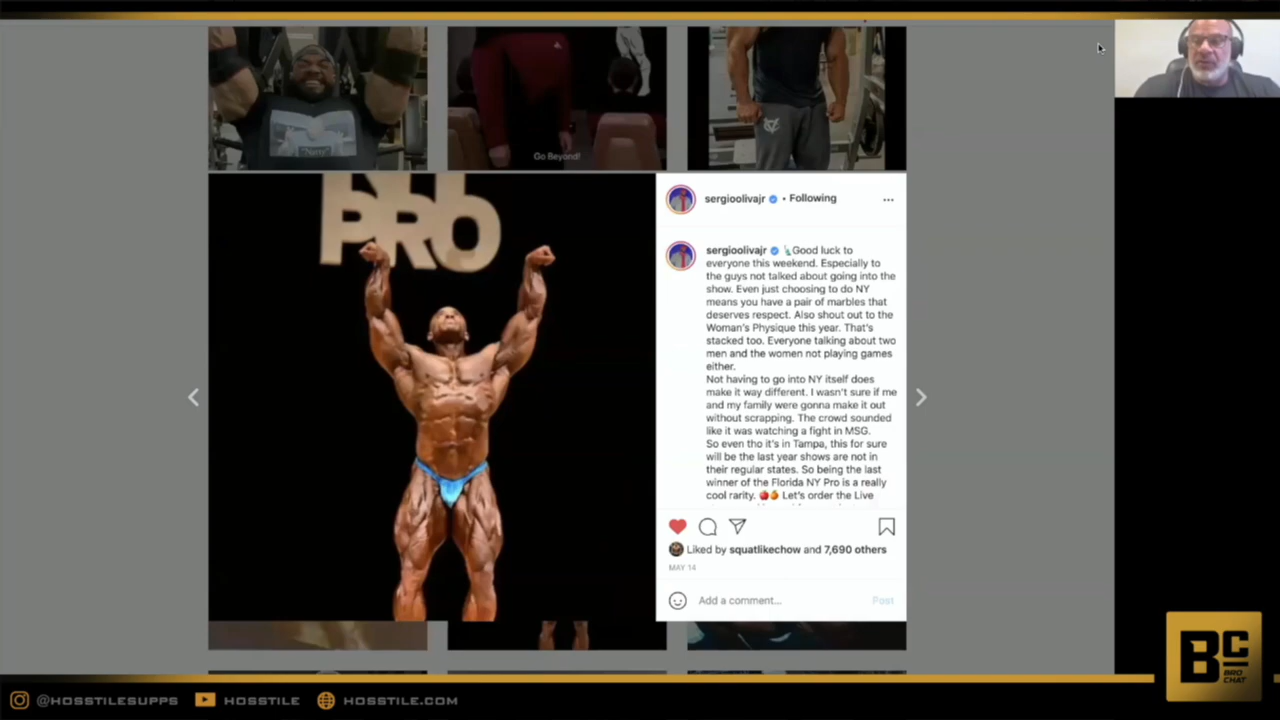 Go Beyond!
PRO
sergioolivajr • Following
...
sergioolivajr 🗽Good luck to
everyone this weekend. Especially to
the guys not talked about going into the
show. Even just choosing to do NY
means you have a pair of marbles that
deserves respect. Also shout out to the
Woman's Physique this year. That's
stacked too. Everyone talking about two
men and the women not playing games
either.
Not having to go into NY itself does
make it way different. I wasn't sure if me
and my family were gonna make it out
without scrapping. The crowd sounded
like it was watching a fight in MSG.
So even tho it's in Tampa, this for sure
will be the last year shows are not in
their regular states. So being the last
winner of the Florida NY Pro is a really
cool rarity. 🍎🍊 Let's order the Live
Liked by squatlikechow and 7,690 others
MAY 14
Add a comment...
Post
BC
BRO
CHAT
@HOSSTILESUPPS
HOSSTILE
HOSSTILE.COM